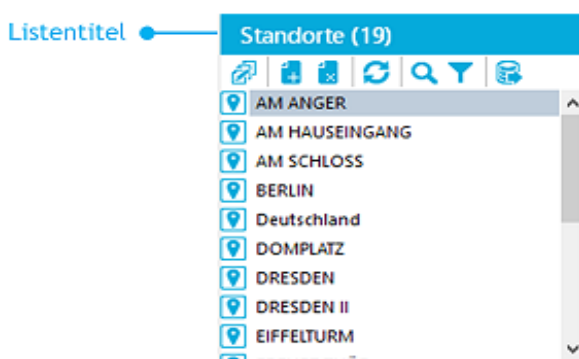 Listentitel
Standorte (19)
AM ANGER
AM HAUSEINGANG
AM SCHLOSS
BERLIN
Deutschland
DOMPLATZ
DRESDEN
DRESDEN II
EIFFELTURM